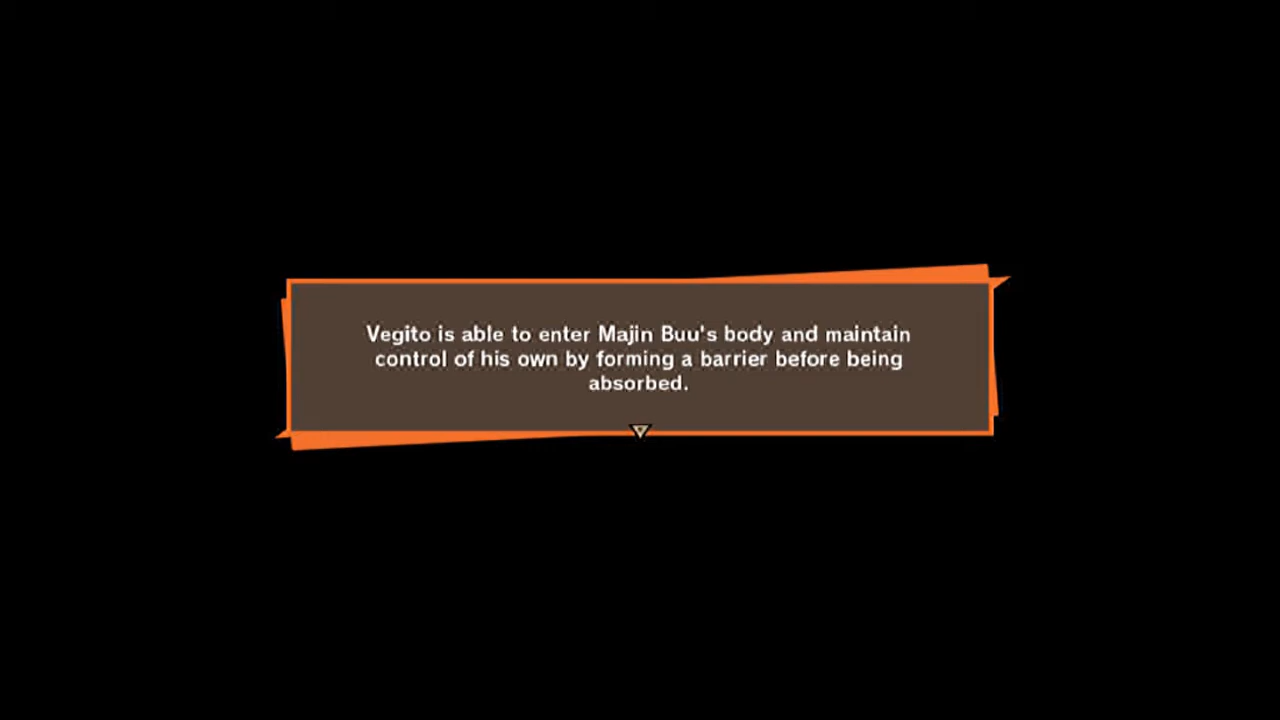 Vegito is able to enter Majin Buu's body and maintain
control of his own by forming a barrier before being
absorbed.